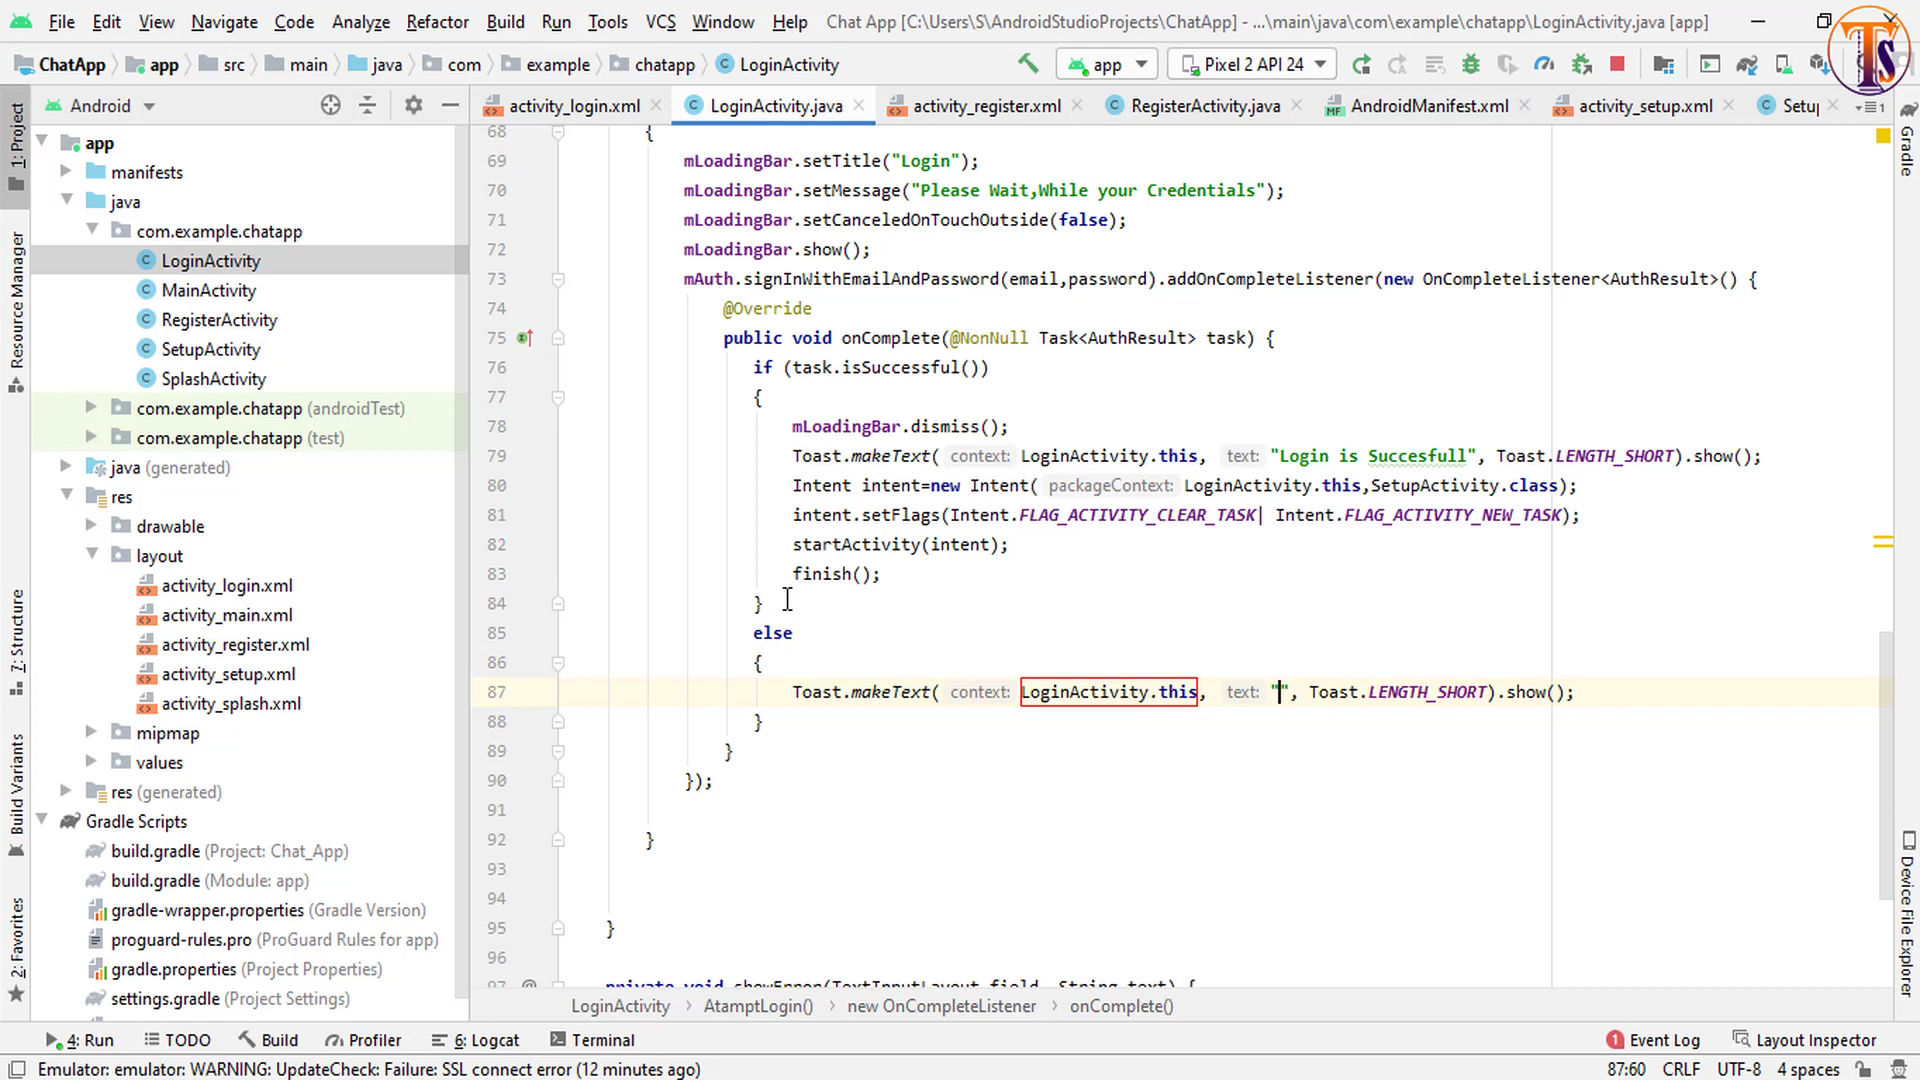 File Edit View Navigate Code Analyze Refactor Build Run Tools VCS Window Help Chat App [C:\Users\S\AndroidStudioProjects\ChatApp] - ...\main\java\com\example\chatapp\LoginActivity.java [app]
TS
ChatApp app src main java com example chatapp LoginActivity app Pixel 2 API 24
Android activity_login.xml LoginActivity.java activity_register.xml RegisterActivity.java AndroidManifest.xml activity_setup.xml Setup 1
1: Project
Resource Manager
7: Structure
Build Variants
2: Favorites
app
manifests
java
com.example.chatapp
LoginActivity
MainActivity
RegisterActivity
SetupActivity
SplashActivity
com.example.chatapp (androidTest)
com.example.chatapp (test)
java (generated)
res
drawable
layout
activity_login.xml
activity_main.xml
activity_register.xml
activity_setup.xml
activity_splash.xml
mipmap
values
res (generated)
Gradle Scripts
build.gradle (Project: Chat_App)
build.gradle (Module: app)
gradle-wrapper.properties (Gradle Version)
proguard-rules.pro (ProGuard Rules for app)
gradle.properties (Project Properties)
settings.gradle (Project Settings)
68 {
69 mLoadingBar.setTitle("Login");
70 mLoadingBar.setMessage("Please Wait,While your Credentials");
71 mLoadingBar.setCanceledOnTouchOutside(false);
72 mLoadingBar.show();
73 mAuth.signInWithEmailAndPassword(email,password).addOnCompleteListener(new OnCompleteListener<AuthResult>() {
74 @Override
75 public void onComplete(@NonNull Task<AuthResult> task) {
76 if (task.isSuccessful())
77 {
78 mLoadingBar.dismiss();
79 Toast.makeText( context: LoginActivity.this, text: "Login is Succesfull", Toast.LENGTH_SHORT).show();
80 Intent intent=new Intent( packageContext: LoginActivity.this,SetupActivity.class);
81 intent.setFlags(Intent.FLAG_ACTIVITY_CLEAR_TASK| Intent.FLAG_ACTIVITY_NEW_TASK);
82 startActivity(intent);
83 finish();
84 }
85 else
86 {
87 Toast.makeText( context: LoginActivity.this, text: "", Toast.LENGTH_SHORT).show();
88 }
89 }
90 });
91
92 }
93
94
95 }
96
97 private void showError(TextInputLayout field, String text) {
Gradle
Device File Explorer
LoginActivity AtamptLogin() new OnCompleteListener onComplete()
4: Run TODO Build Profiler 6: Logcat Terminal 1 Event Log Layout Inspector
Emulator: emulator: WARNING: UpdateCheck: Failure: SSL connect error (12 minutes ago) 87:60 CRLF UTF-8 4 spaces